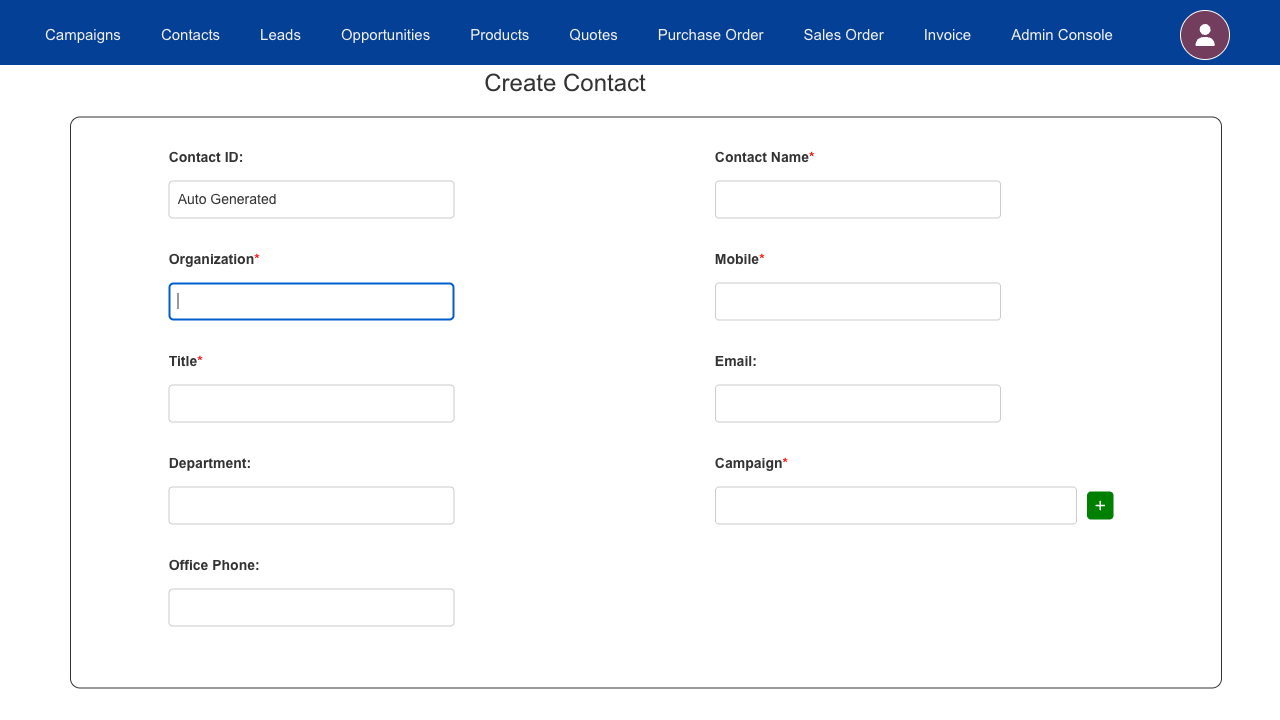 Campaigns Contacts Leads Opportunities Products Quotes Purchase Order Sales Order Invoice Admin Console
Create Contact
Contact ID: Contact Name*
Auto Generated
Organization* Mobile*
Title* Email:
Department: Campaign*
+
Office Phone: